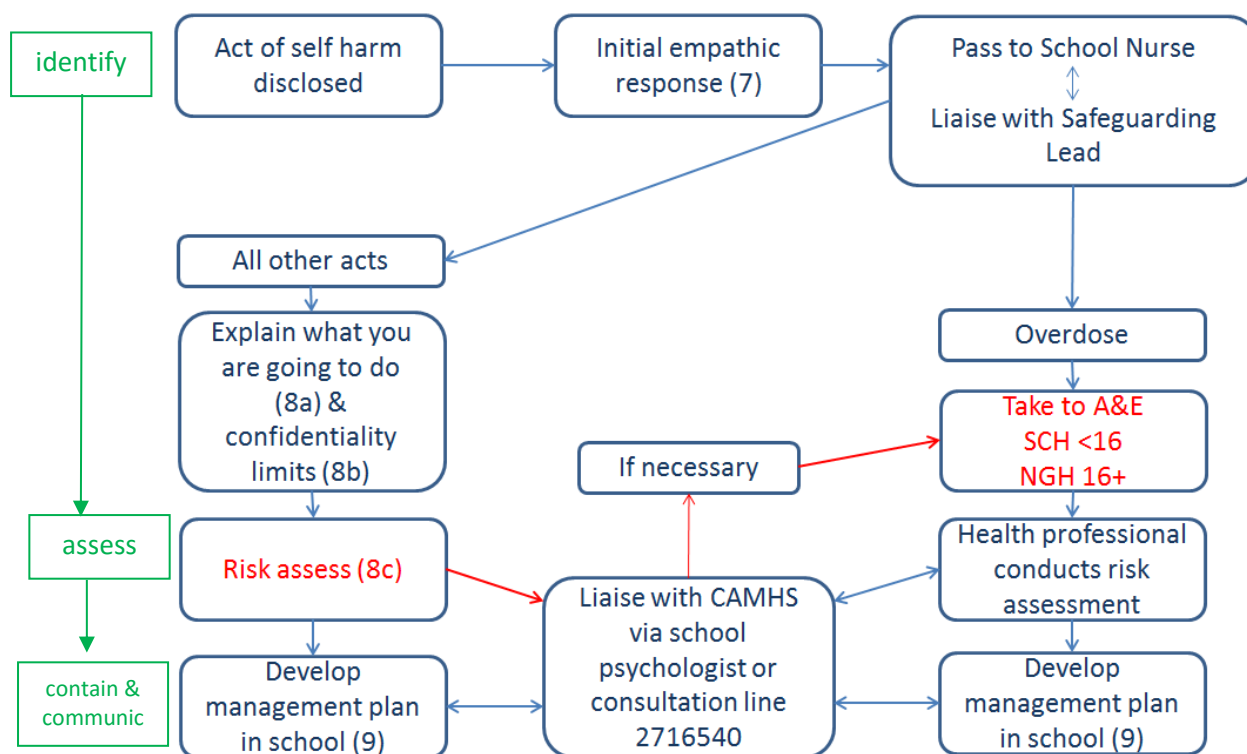 identify
Act of self harm
disclosed
Initial empathic
response (7)
Pass to School Nurse
Liaise with Safeguarding
Lead
All other acts
Overdose
Explain what you
are going to do
(8a) &
confidentiality
limits (8b)
Take to A&E
SCH <16
NGH 16+
If necessary
assess
Risk assess (8c)
Liaise with CAMHS
via school
psychologist or
consultation line
2716540
Health professional
conducts risk
assessment
contain &
communic
Develop
management plan
in school (9)
Develop
management plan
in school (9)